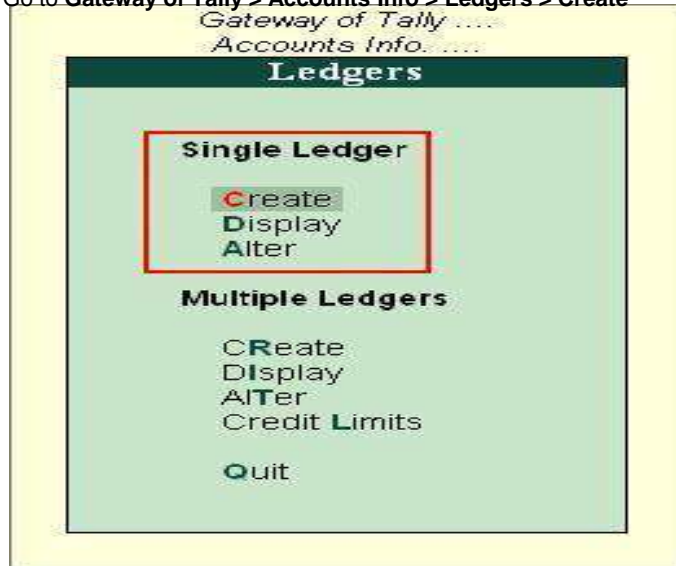 Go to Gateway of Tally > Accounts Info > Ledgers > Create
Gateway of Tally ....
Accounts Info. ....
Ledgers
Single Ledger
Create
Display
Alter
Multiple Ledgers
CReate
DIsplay
AlTer
Credit Limits
Quit